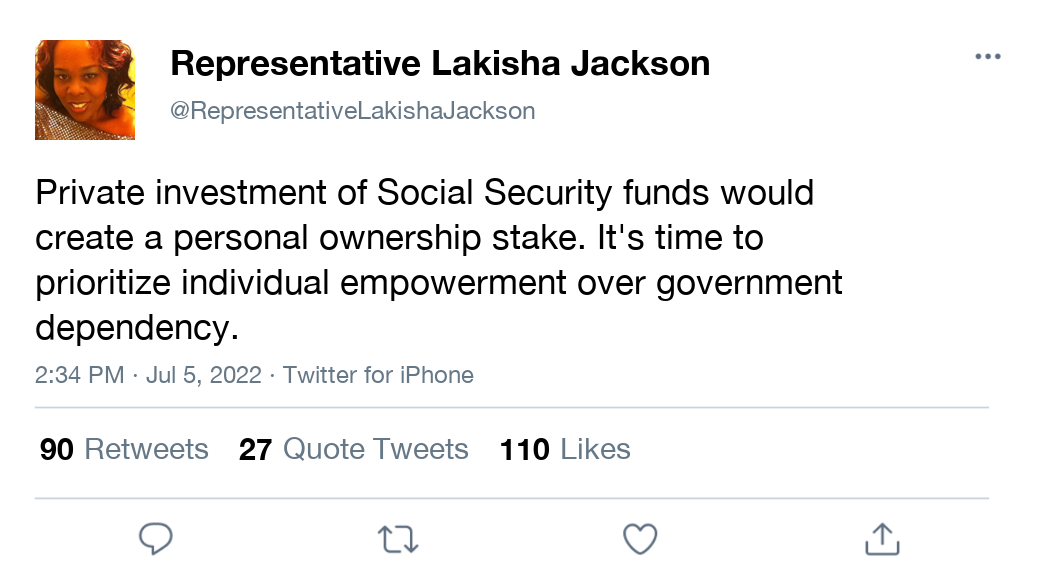 Representative Lakisha Jackson
@RepresentativeLakishaJackson
Private investment of Social Security funds would
create a personal ownership stake. It's time to
prioritize individual empowerment over government
dependency.
2:34 PM · Jul 5, 2022 · Twitter for iPhone
90 Retweets 27 Quote Tweets 110 Likes